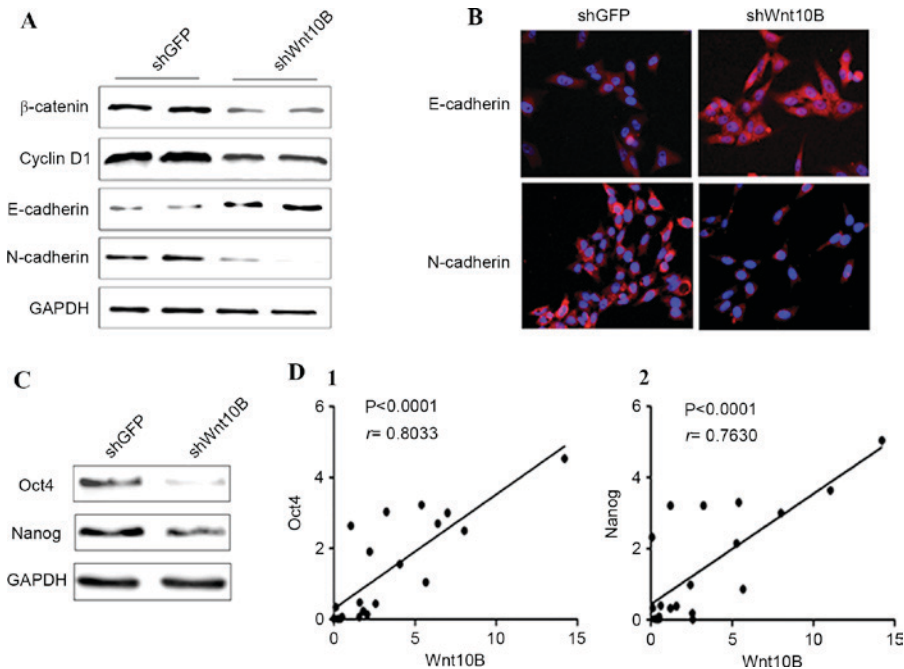 A
shGFP
shWnt10B
β-catenin
Cyclin D1
E-cadherin
N-cadherin
GAPDH
B
shGFP
shWnt10B
E-cadherin
N-cadherin
C
shGFP
shWnt10B
Oct4
Nanog
GAPDH
D
1
P<0.0001
r= 0.8033
Oct4
6
4
2
0
0
5
10
15
Wnt10B
2
P<0.0001
r= 0.7630
Nanog
6
4
2
0
0
5
10
15
Wnt10B